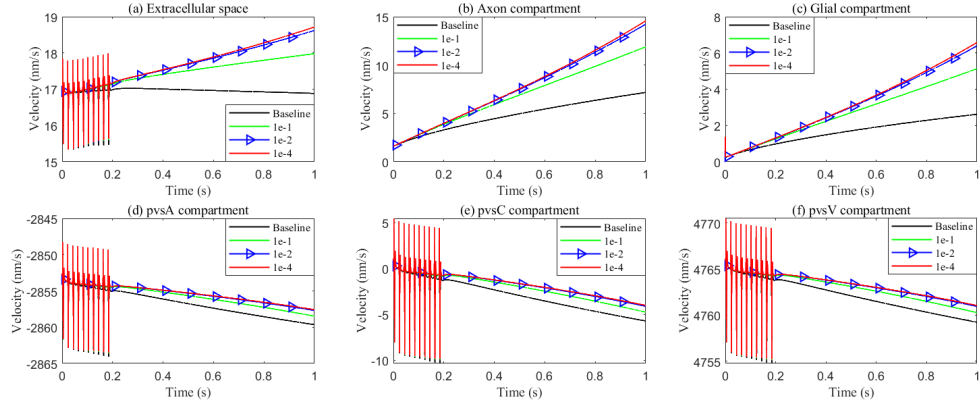 (a) Extracellular space
Velocity (nm/s)
19
18
17
16
15
0 0.2 0.4 0.6 0.8 1
Time (s)
Baseline
1e-1
1e-2
1e-4
(b) Axon compartment
Velocity (nm/s)
15
10
5
0
0 0.2 0.4 0.6 0.8 1
Time (s)
Baseline
1e-1
1e-2
1e-4
(c) Glial compartment
Velocity (nm/s)
8
6
4
2
0
0 0.2 0.4 0.6 0.8 1
Time (s)
Baseline
1e-1
1e-2
1e-4
(d) pvsA compartment
Velocity (nm/s)
-2845
-2850
-2855
-2860
-2865
0 0.2 0.4 0.6 0.8 1
Time (s)
Baseline
1e-1
1e-2
1e-4
(e) pvsC compartment
Velocity (nm/s)
5
0
-5
-10
0 0.2 0.4 0.6 0.8 1
Time (s)
Baseline
1e-1
1e-2
1e-4
(f) pvsV compartment
Velocity (nm/s)
4770
4765
4760
4755
0 0.2 0.4 0.6 0.8 1
Time (s)
Baseline
1e-1
1e-2
1e-4